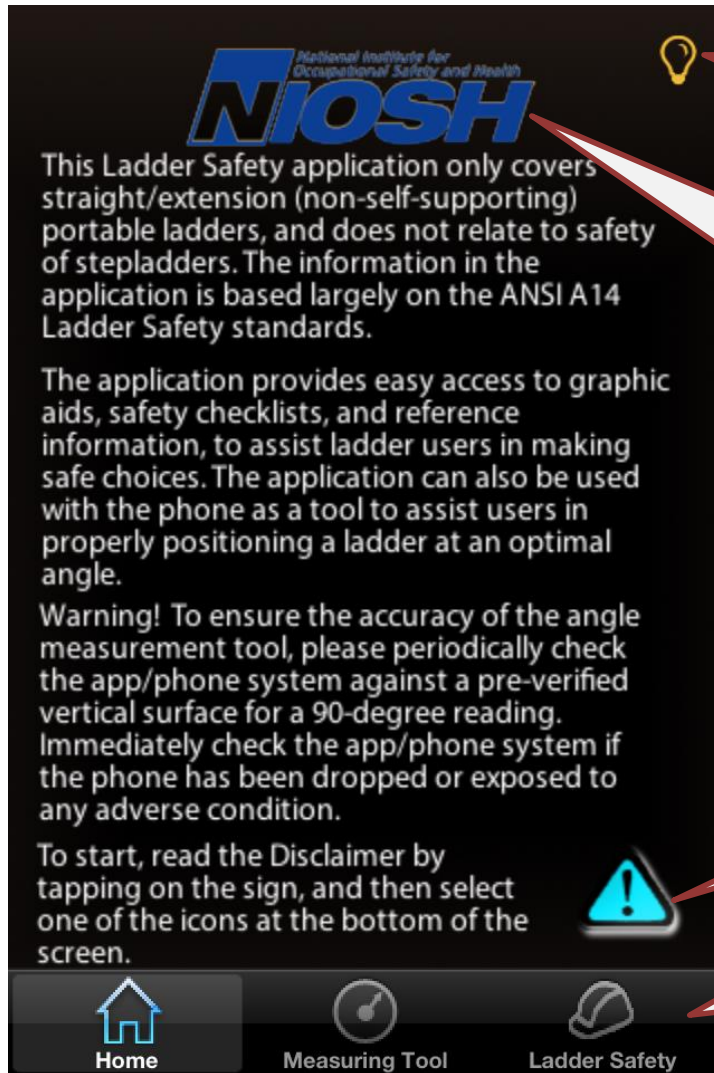 National Institute for
Occupational Safety and Health
NIOSH
This Ladder Safety application only covers
straight/extension (non-self-supporting)
portable ladders, and does not relate to safety
of stepladders. The information in the
application is based largely on the ANSI A14
Ladder Safety standards.
The application provides easy access to graphic
aids, safety checklists, and reference
information, to assist ladder users in making
safe choices. The application can also be used
with the phone as a tool to assist users in
properly positioning a ladder at an optimal
angle.
Warning! To ensure the accuracy of the angle
measurement tool, please periodically check
the app/phone system against a pre-verified
vertical surface for a 90-degree reading.
Immediately check the app/phone system if
the phone has been dropped or exposed to
any adverse condition.
To start, read the Disclaimer by
tapping on the sign, and then select
one of the icons at the bottom of the
screen.
!
Home Measuring Tool Ladder Safety